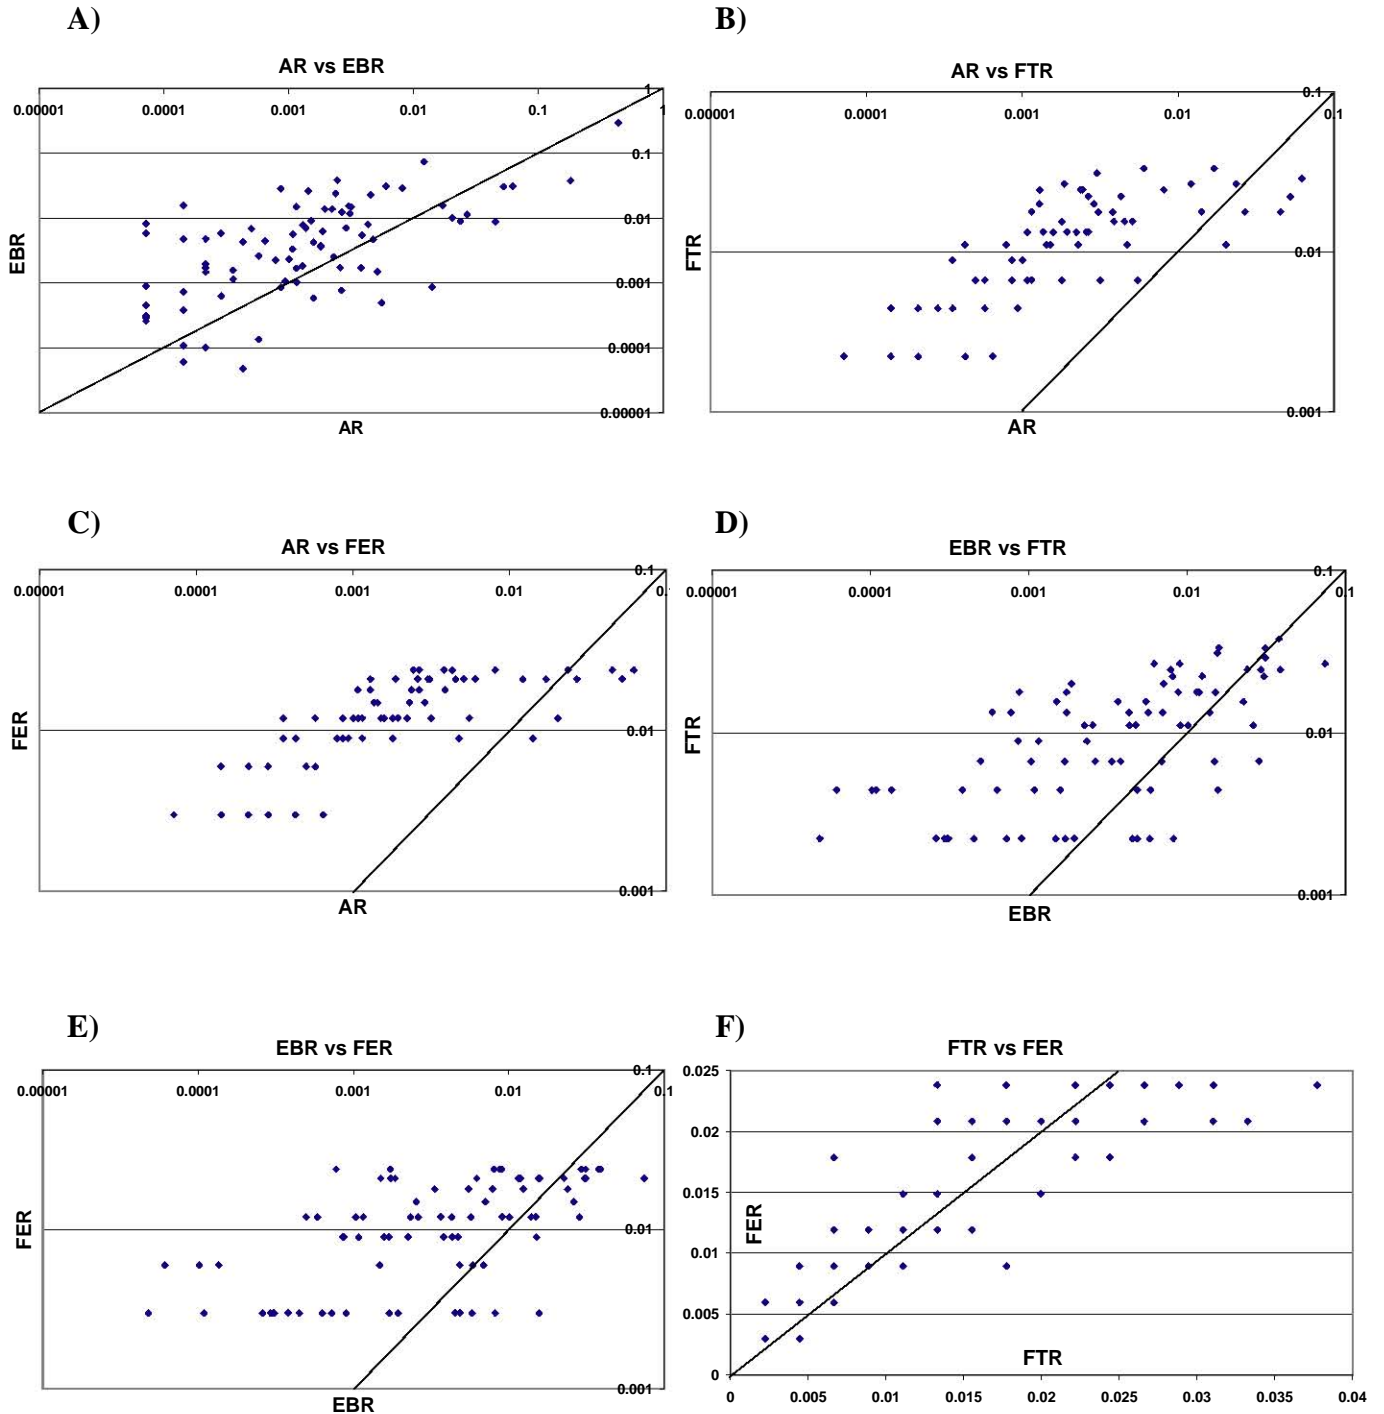 A)
B)
AR vs EBR
AR vs FTR
0.00001 0.0001 0.001 0.01 0.1 1
1
0.1
0.01
0.001
0.0001
0.00001
EBR
AR
0.00001 0.0001 0.001 0.01 0.1
0.1
0.01
0.001
FTR
AR
C)
D)
AR vs FER
EBR vs FTR
0.00001 0.0001 0.001 0.01 0.
0.1
0.01
0.001
FER
AR
0.00001 0.0001 0.001 0.01 0.1
0.1
0.01
0.001
FTR
EBR
E)
F)
EBR vs FER
FTR vs FER
0.00001 0.0001 0.001 0.01 0.1
0.1
0.01
0.001
FER
EBR
0.025
0.02
0.015
0.01
0.005
0
FER
FTR
0 0.005 0.01 0.015 0.02 0.025 0.03 0.035 0.04